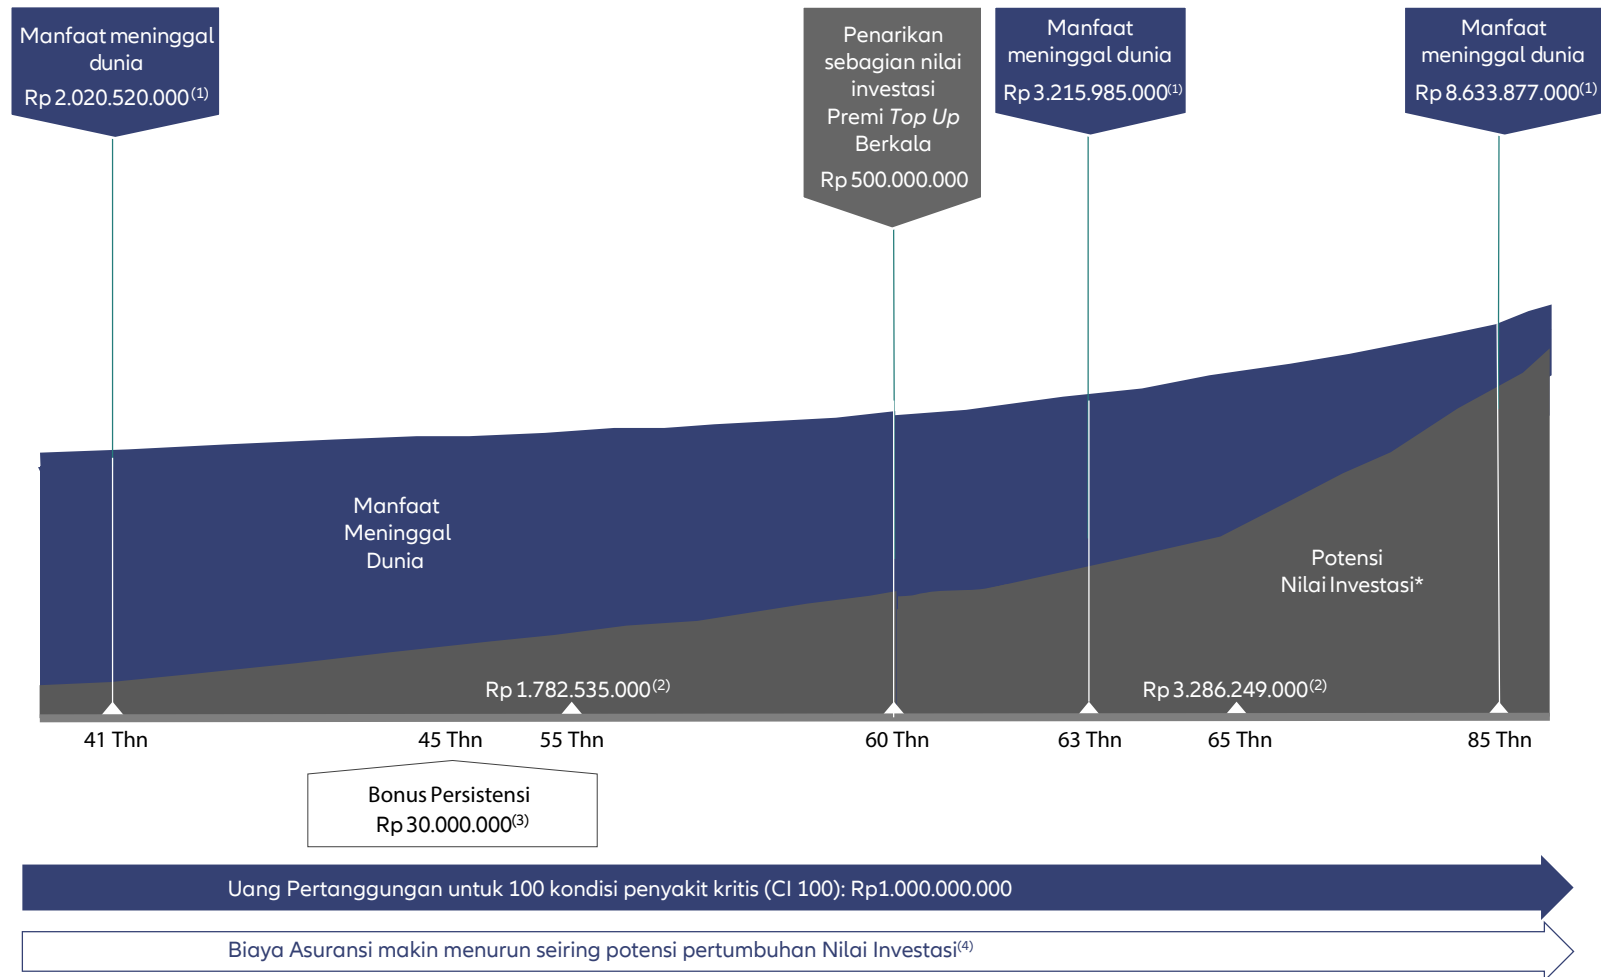 Manfaat meninggal
dunia
Rp 2.020.520.000(1)
Penarikan
sebagian nilai
investasi
Premi Top Up
Berkala
Rp 500.000.000
Manfaat
meninggal dunia
Rp 3.215.985.000(1)
Manfaat
meninggal dunia
Rp 8.633.877.000(1)
Manfaat
Meninggal
Dunia
Potensi
Nilai Investasi*
Rp 1.782.535.000(2)
Rp 3.286.249.000(2)
41 Thn
45 Thn
55 Thn
60 Thn
63 Thn
65 Thn
85 Thn
Bonus Persistensi
Rp 30.000.000(3)
Uang Pertanggungan untuk 100 kondisi penyakit kritis (CI 100): Rp1.000.000.000
Biaya Asuransi makin menurun seiring potensi pertumbuhan Nilai Investasi(4)